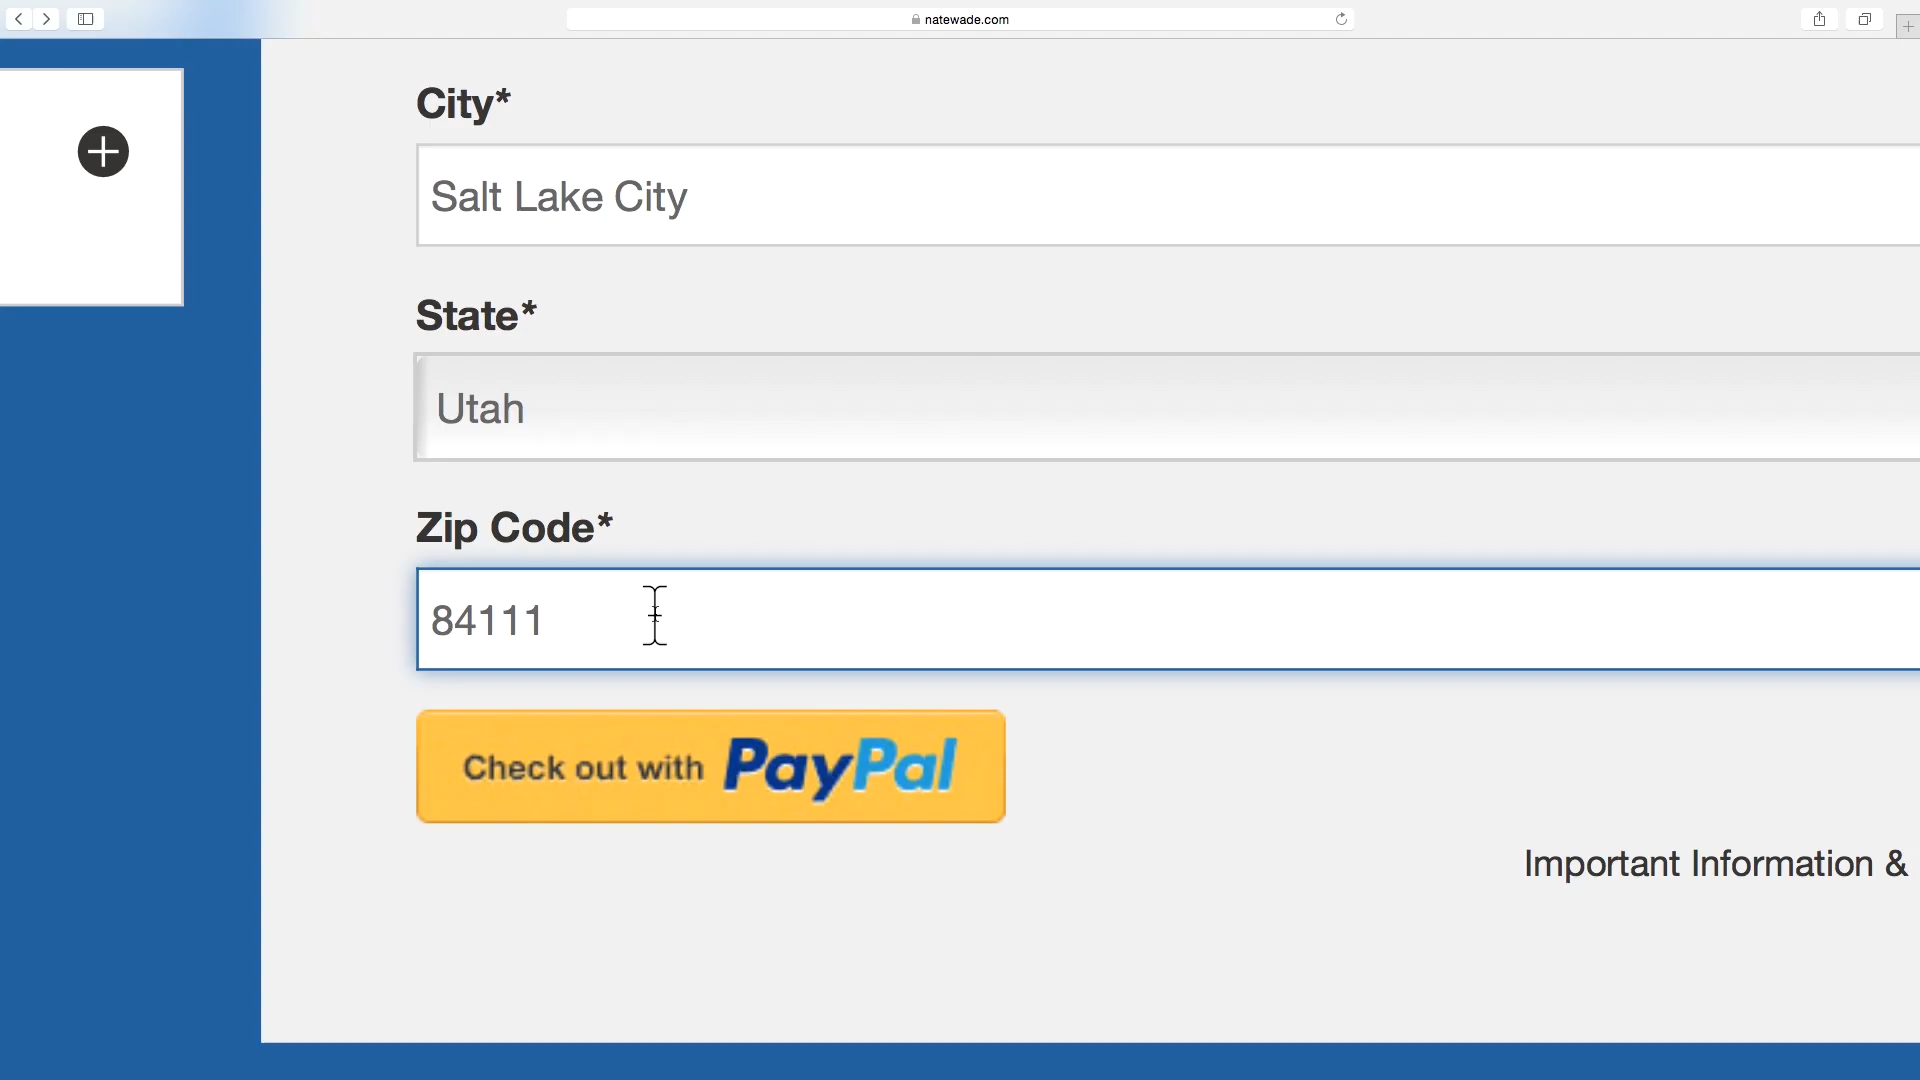 natewade.com
City*
Salt Lake City
State*
Utah
Zip Code*
84111
Check out with PayPal
Important Information &